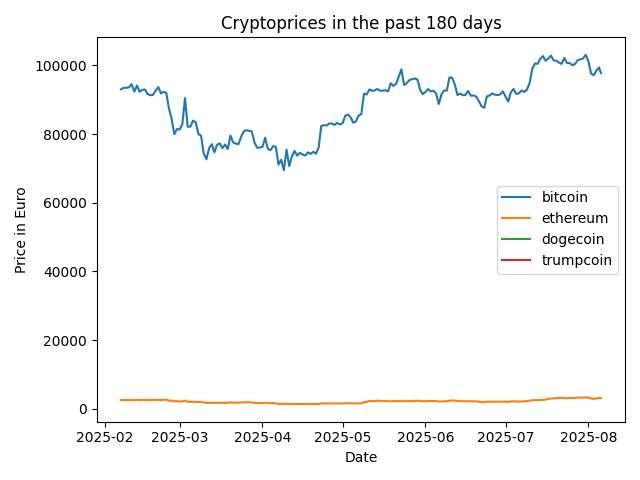 Cryptoprices in the past 180 days
Price in Euro
100000
80000
60000
40000
20000
0
bitcoin
ethereum
dogecoin
trumpcoin
2025-02 2025-03 2025-04 2025-05 2025-06 2025-07 2025-08
Date